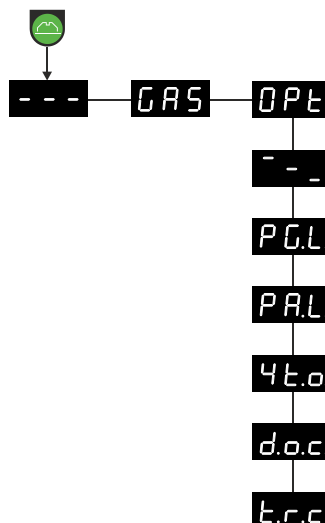 - - - GAS OPt
¯ - _
PG.L
PA.L
4t.o
d.o.c
t.r.c